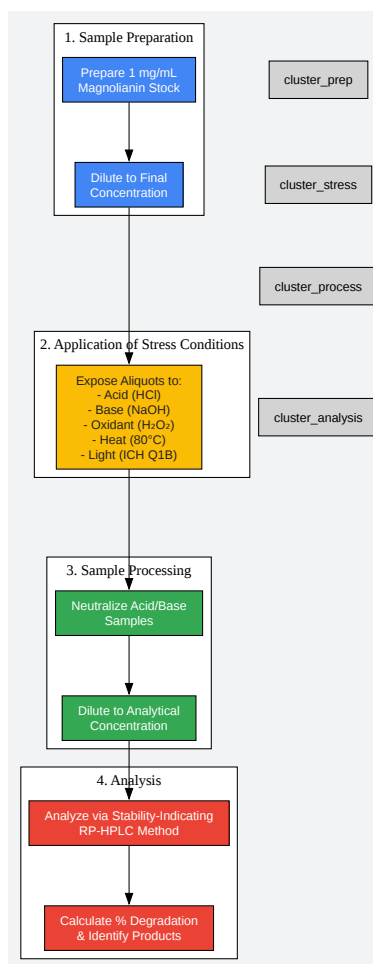 1. Sample Preparation
Prepare 1 mg/mL
Magnolianin Stock
Dilute to Final
Concentration
2. Application of Stress Conditions
Expose Aliquots to:
- Acid (HCl)
- Base (NaOH)
- Oxidant (H₂O₂)
- Heat (80°C)
- Light (ICH Q1B)
3. Sample Processing
Neutralize Acid/Base
Samples
Dilute to Analytical
Concentration
4. Analysis
Analyze via Stability-Indicating
RP-HPLC Method
Calculate % Degradation
& Identify Products
cluster_prep
cluster_stress
cluster_process
cluster_analysis